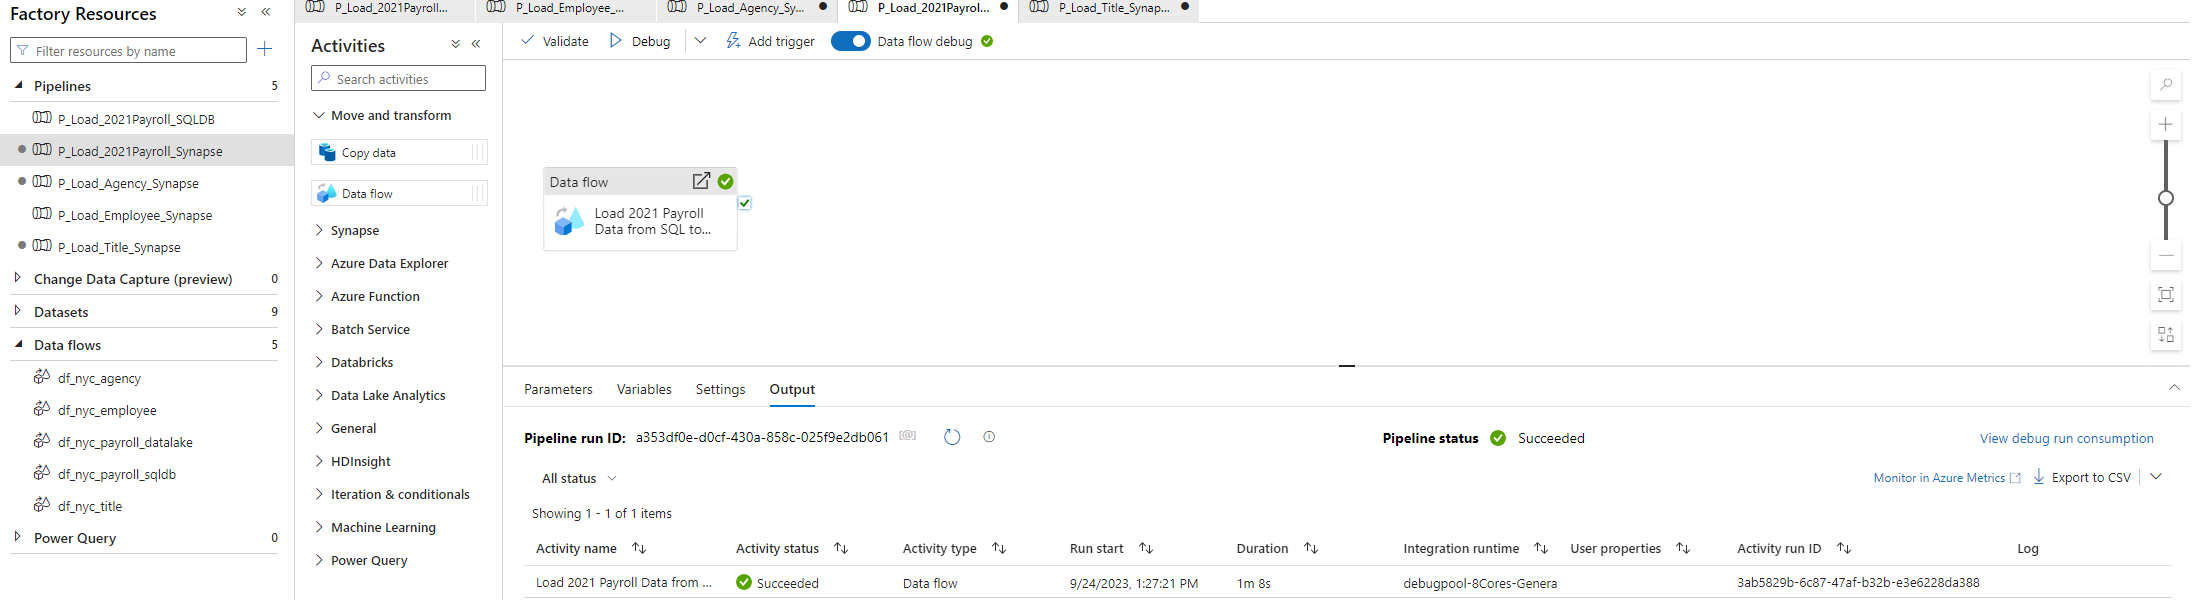 Factory Resources
Filter resources by name
Pipelines 5
P_Load_2021Payroll_SQLDB
P_Load_2021Payroll_Synapse
P_Load_Agency_Synapse
P_Load_Employee_Synapse
P_Load_Title_Synapse
Change Data Capture (preview) 0
Datasets 9
Data flows 5
df_nyc_agency
df_nyc_employee
df_nyc_payroll_datalake
df_nyc_payroll_sqldb
df_nyc_title
Power Query 0
P_Load_2021Payroll... P_Load_Employee_... P_Load_Agency_Sy... P_Load_2021Payrol... P_Load_Title_Synap...
Activities
Search activities
Move and transform
Copy data
Data flow
Synapse
Azure Data Explorer
Azure Function
Batch Service
Databricks
Data Lake Analytics
General
HDInsight
Iteration & conditionals
Machine Learning
Power Query
Validate Debug Add trigger Data flow debug
Data flow
Load 2021 Payroll
Data from SQL to...
Parameters Variables Settings Output
Pipeline run ID: a353df0e-d0cf-430a-858c-025f9e2db061 Pipeline status Succeeded View debug run consumption
All status Monitor in Azure Metrics Export to CSV
Showing 1 - 1 of 1 items
Activity name Activity status Activity type Run start Duration Integration runtime User properties Activity run ID Log
Load 2021 Payroll Data from ... Succeeded Data flow 9/24/2023, 1:27:21 PM 1m 8s debugpool-8Cores-Genera 3ab5829b-6c87-47af-b32b-e3e6228da388